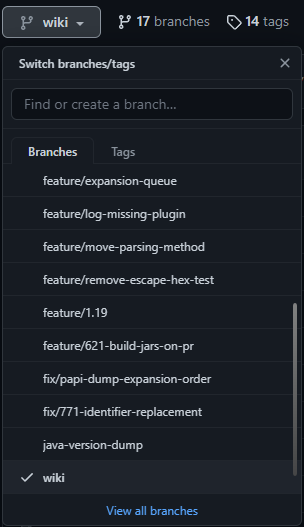 wiki 17 branches 14 tags
Switch branches/tags
Find or create a branch...
Branches Tags
feature/expansion-queue
feature/log-missing-plugin
feature/move-parsing-method
feature/remove-escape-hex-test
feature/1.19
feature/621-build-jars-on-pr
fix/papi-dump-expansion-order
fix/771-identifier-replacement
java-version-dump
wiki
View all branches